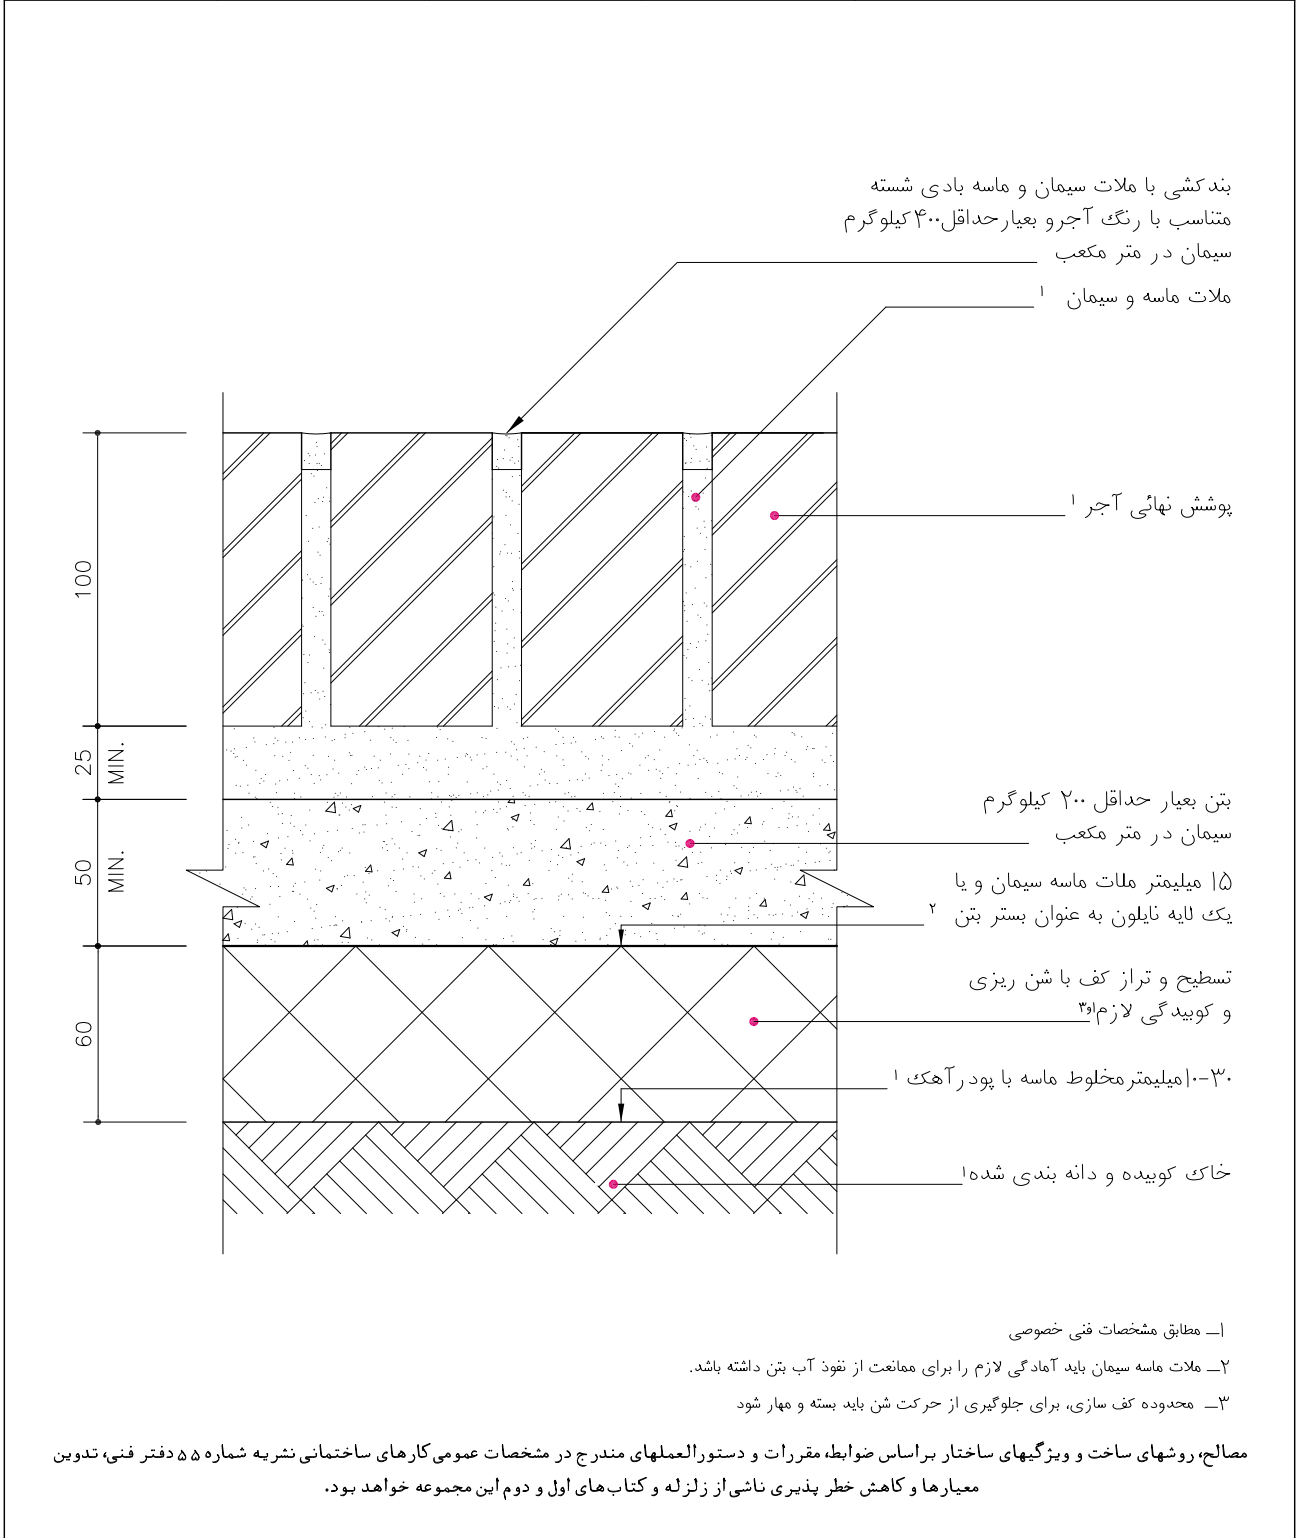 بندکشی با ملات سیمان و ماسه بادی شسته
متناسب با رنگ آجرو بعیارحداقل۴۰۰کیلوگرم
سیمان در متر مکعب
ملات ماسه و سیمان ۱
پوشش نهائی آجر ۱
100
25
MIN.
50
MIN.
60
بتن بعیار حداقل ۲۰۰ کیلوگرم
سیمان در متر مکعب
۱۵ میلیمتر ملات ماسه سیمان و یا
یک لایه نایلون به عنوان بستر بتن ۲
تسطیح و تراز کف با شن ریزی
و کوبیدگی لازم۱و۳
۱۰-۳۰میلیمترمخلوط ماسه با پودرآهک ۱
خاک کوبیده و دانه بندی شده۱
۱_ مطابق مشخصات فنی خصوصی
۲_ ملات ماسه سیمان باید آمادگی لازم را برای ممانعت از نفوذ آب بتن داشته باشد.
۳_ محدوده کف سازی، برای جلوگیری از حرکت شن باید بسته و مهار شود
مصالح، روشهای ساخت و ویژگیهای ساختار براساس ضوابط، مقررات و دستورالعملهای مندرج در مشخصات عمومی کارهای ساختمانی نشریه شماره ۵۵ دفتر فنی، تدوین
معیارها و کاهش خطر پذیری ناشی از زلزله و کتاب‌های اول و دوم این مجموعه خواهد بود.